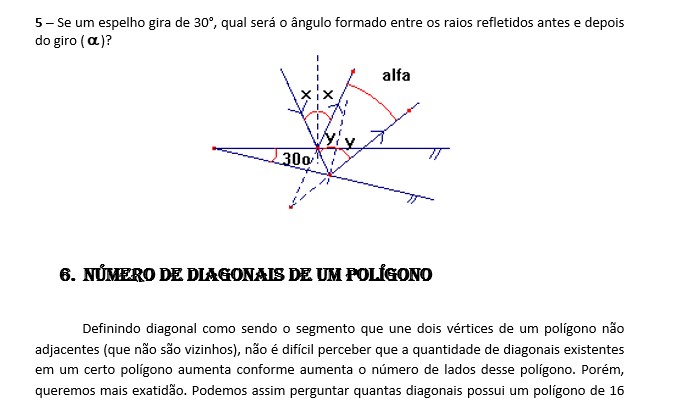 5 – Se um espelho gira de 30°, qual será o ângulo formado entre os raios refletidos antes e depois
do giro ( α )?
alfa
x x
y y
30o
6. NÚMERO DE DIAGONAIS DE UM POLÍGONO
Definindo diagonal como sendo o segmento que une dois vértices de um polígono não
adjacentes (que não são vizinhos), não é difícil perceber que a quantidade de diagonais existentes
em um certo polígono aumenta conforme aumenta o número de lados desse polígono. Porém,
queremos mais exatidão. Podemos assim perguntar quantas diagonais possui um polígono de 16